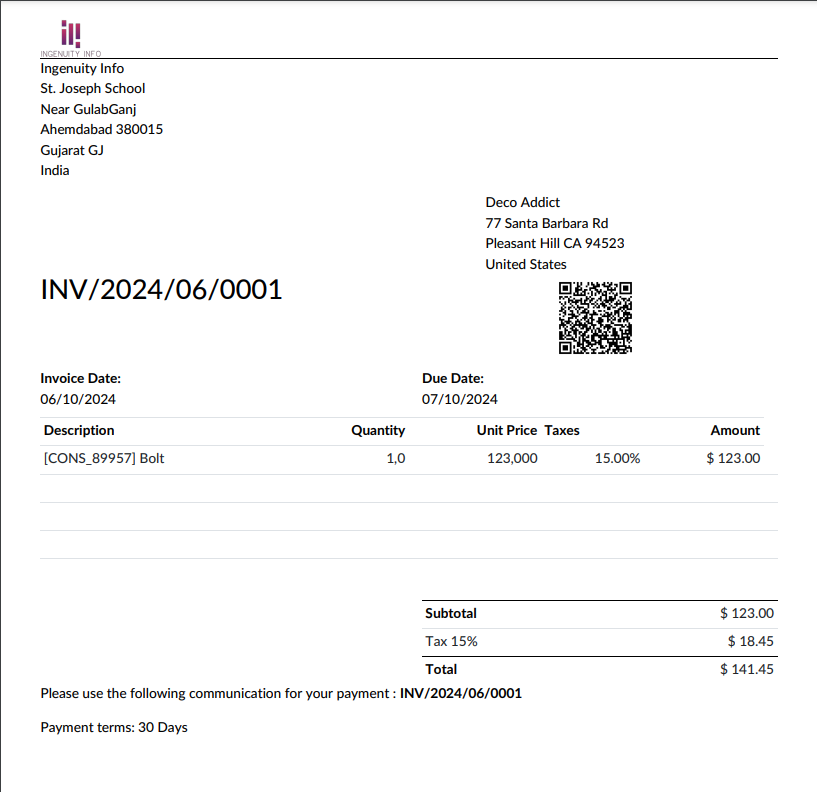 INGENUITY INFO
Ingenuity Info
St. Joseph School
Near GulabGanj
Ahemdabad 380015
Gujarat GJ
India
Deco Addict
77 Santa Barbara Rd
Pleasant Hill CA 94523
United States
INV/2024/06/0001
Invoice Date: Due Date:
06/10/2024 07/10/2024
Description Quantity Unit Price Taxes Amount
[CONS_89957] Bolt 1,0 123,000 15.00% $ 123.00
Subtotal $ 123.00
Tax 15% $ 18.45
Total $ 141.45
Please use the following communication for your payment : INV/2024/06/0001
Payment terms: 30 Days